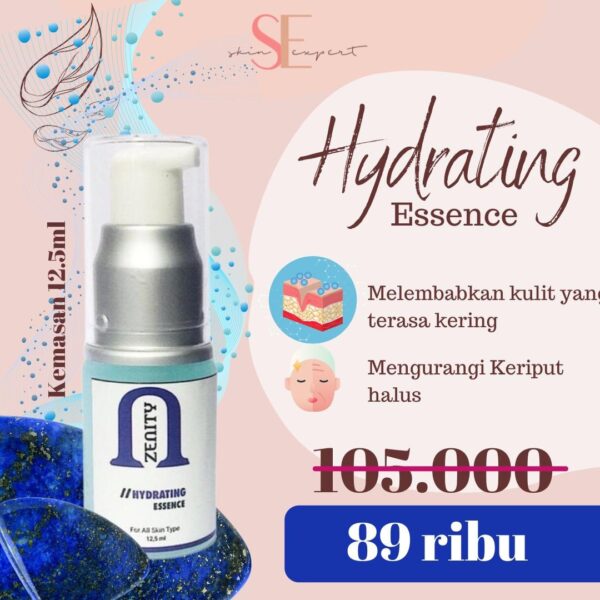 SE
skin expert
Hydrating
Essence
Kemasan 12.5ml
Melembabkan kulit yang
terasa kering
Mengurangi Keriput
halus
105.000
89 ribu
ZENITY
//HYDRATING
ESSENCE
For All Skin Type
12,5 ml